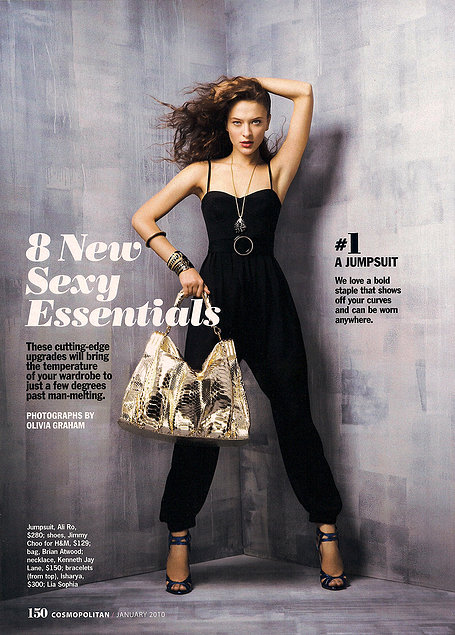 8 New
Sexy
Essentials
These cutting-edge
upgrades will bring
the temperature
of your wardrobe to
just a few degrees
past man-melting.
PHOTOGRAPHS BY
OLIVIA GRAHAM
#1
A JUMPSUIT
We love a bold
staple that shows
off your curves
and can be worn
anywhere.
Jumpsuit, Ali Ro,
$280; shoes, Jimmy
Choo for H&M, $129;
bag, Brian Atwood;
necklace, Kenneth Jay
Lane, $150; bracelets
(from top), Isharya,
$300; Lia Sophia
150 COSMOPOLITAN / JANUARY 2010